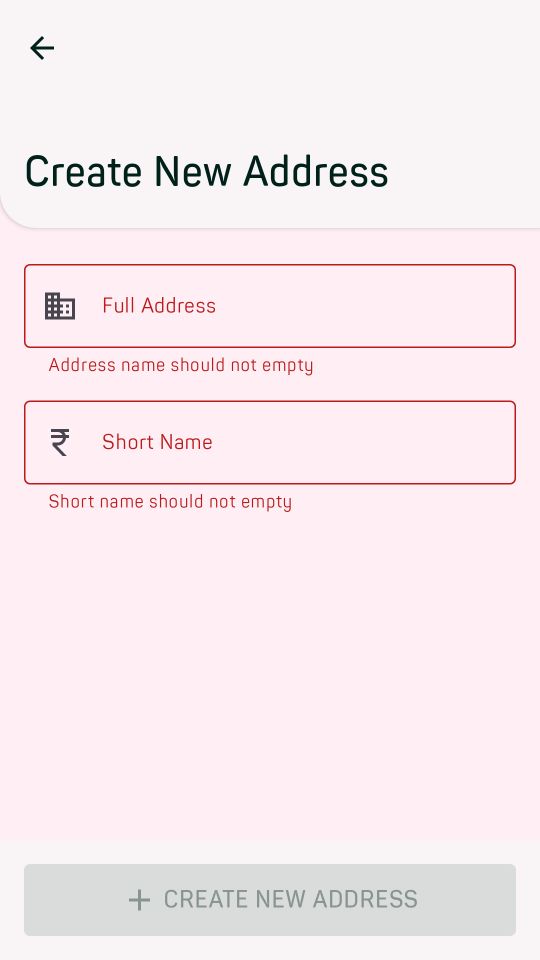 Create New Address
Full Address
Address name should not empty
Short Name
Short name should not empty
CREATE NEW ADDRESS